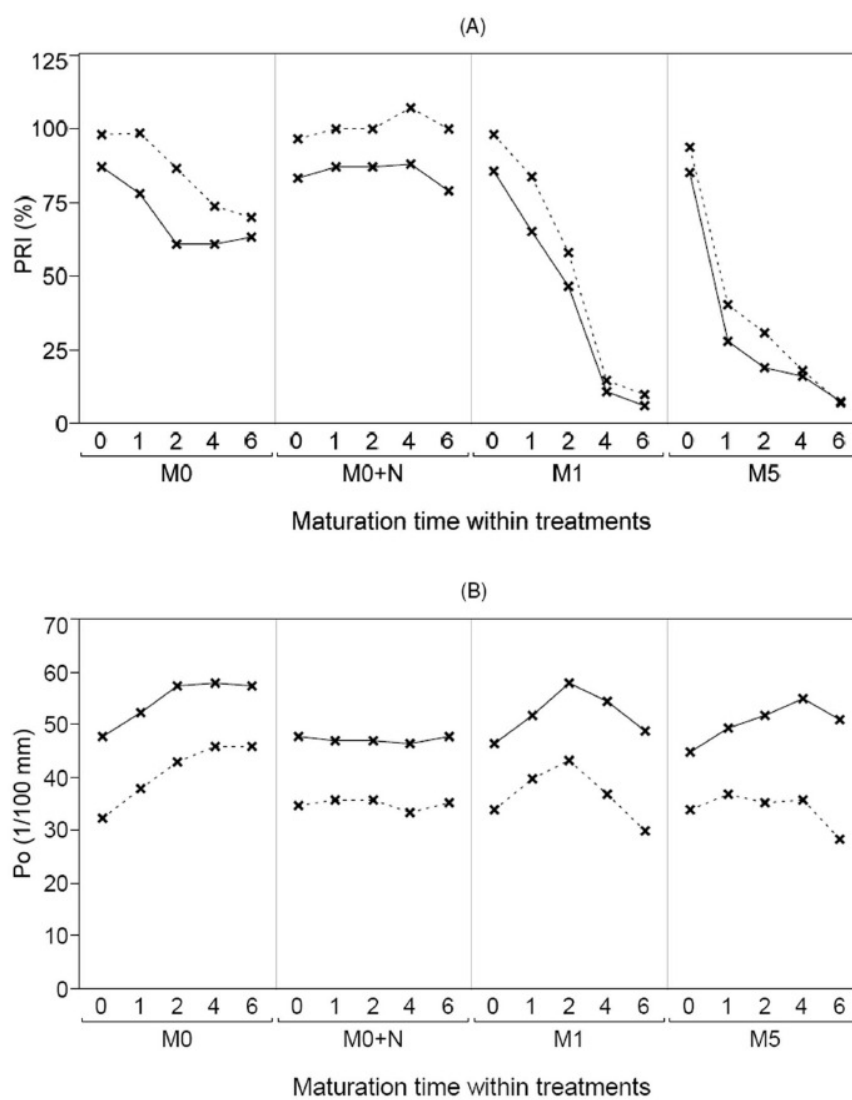 (A)
125
100
75
50
25
0
PRI (%)
0 1 2 4 6 0 1 2 4 6 0 1 2 4 6 0 1 2 4 6
M0 M0+N M1 M5
Maturation time within treatments
(B)
70
60
50
40
30
20
10
0
Po (1/100 mm)
0 1 2 4 6 0 1 2 4 6 0 1 2 4 6 0 1 2 4 6
M0 M0+N M1 M5
Maturation time within treatments